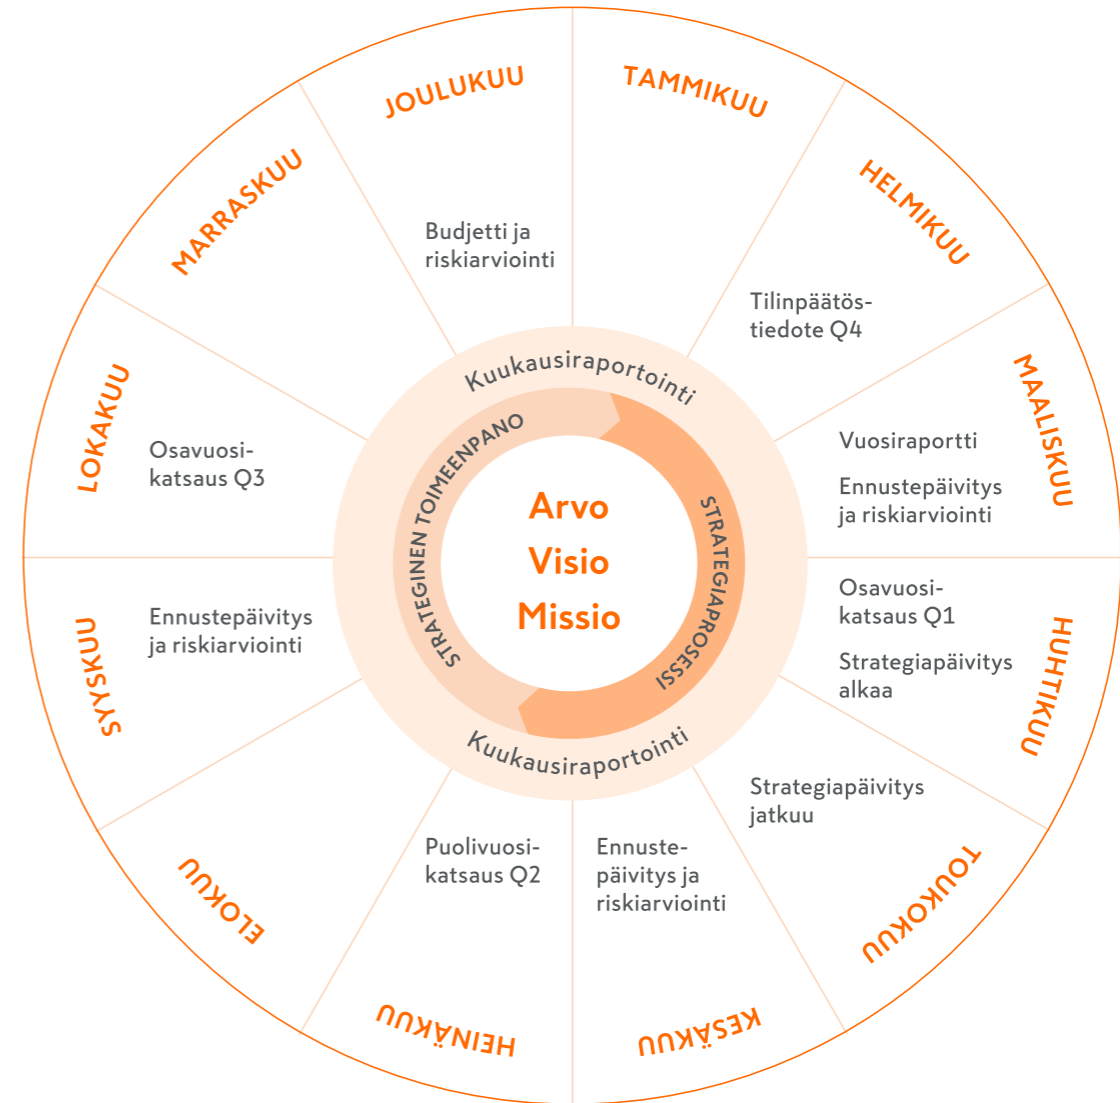 TAMMIKUU
HELMIKUU
Tilinpäätös-
tiedote Q4
MAALISKUU
Vuosiraportti
Ennustepäivitys
ja riskiarviointi
HUHTIKUU
Osavuosi-
katsaus Q1
Strategiapäivitys
alkaa
TOUKOKUU
Strategiapäivitys
jatkuu
KESÄKUU
Ennuste-
päivitys ja
riskiarviointi
HEINÄKUU
Puolivuosi-
katsaus Q2
ELOKUU
SYYSKUU
Ennustepäivitys
ja riskiarviointi
LOKAKUU
Osavuosi-
katsaus Q3
MARRASKUU
JOULUKUU
Budjetti ja
riskiarviointi
Kuukausiraportointi
STRATEGINEN TOIMEENPANO
STRATEGIAPROSESSI
Arvo
Visio
Missio
Kuukausiraportointi